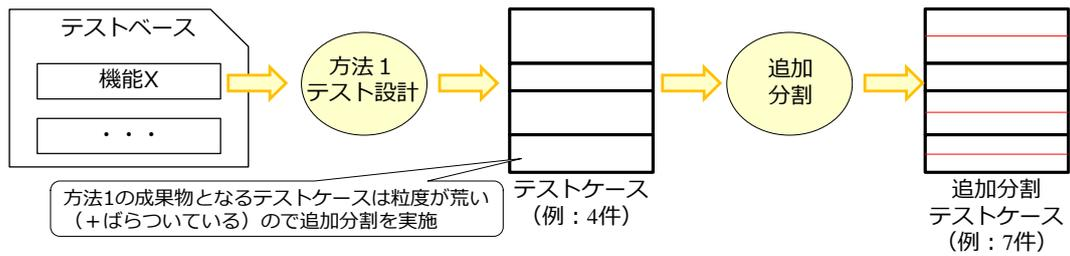 テストベース
機能X
・・・
方法１
テスト設計
追加
分割
方法1の成果物となるテストケースは粒度が荒い
（＋ばらついている）ので追加分割を実施
テストケース
（例：4件）
追加分割
テストケース
（例：7件）